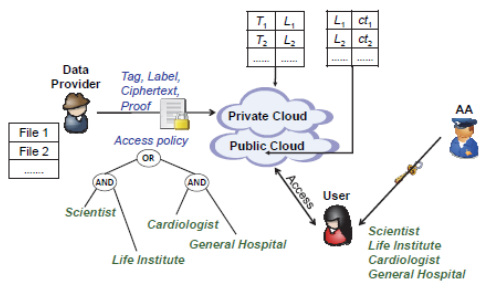 T1 L1
T2 L2
...... ......
L1 ct1
L2 ct2
...... ......
Data
Provider
Tag, Label,
Ciphertext,
Proof
Private Cloud
Public Cloud
AA
File 1
File 2
.......
Access policy
OR
AND
AND
Scientist
Cardiologist
General Hospital
Life Institute
Access
User
Scientist
Life Institute
Cardiologist
General Hospital